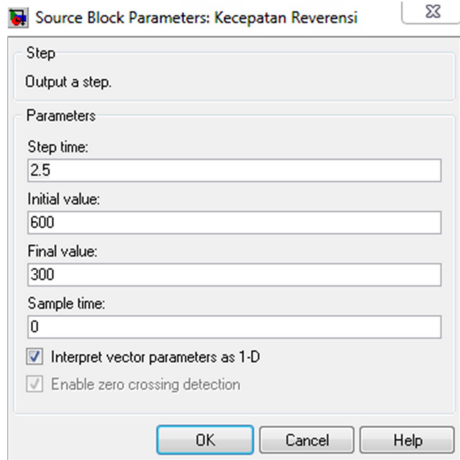 Source Block Parameters: Kecepatan Reverensi
Step
Output a step.
Parameters
Step time:
2.5
Initial value:
600
Final value:
300
Sample time:
0
Interpret vector parameters as 1-D
Enable zero crossing detection
OK Cancel Help